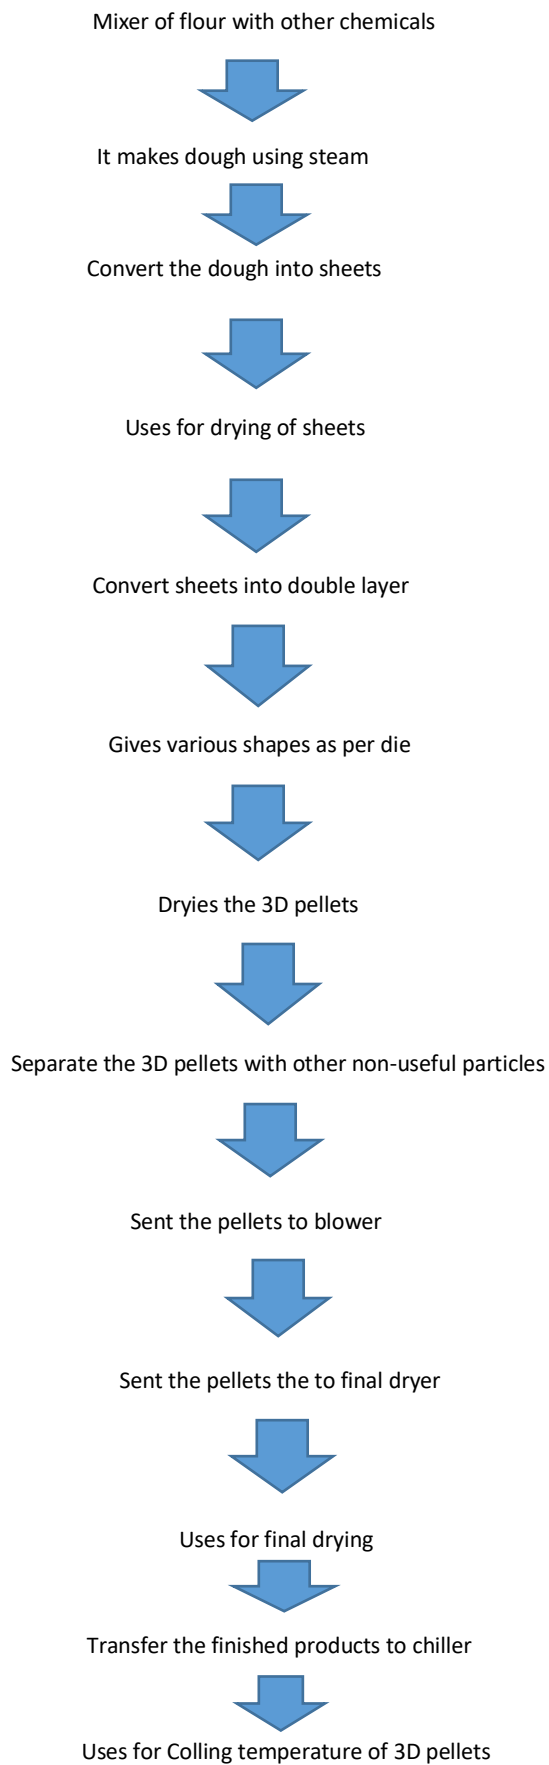 Mixer of flour with other chemicals
It makes dough using steam
Convert the dough into sheets
Uses for drying of sheets
Convert sheets into double layer
Gives various shapes as per die
Dryies the 3D pellets
Separate the 3D pellets with other non-useful particles
Sent the pellets to blower
Sent the pellets the to final dryer
Uses for final drying
Transfer the finished products to chiller
Uses for Colling temperature of 3D pellets